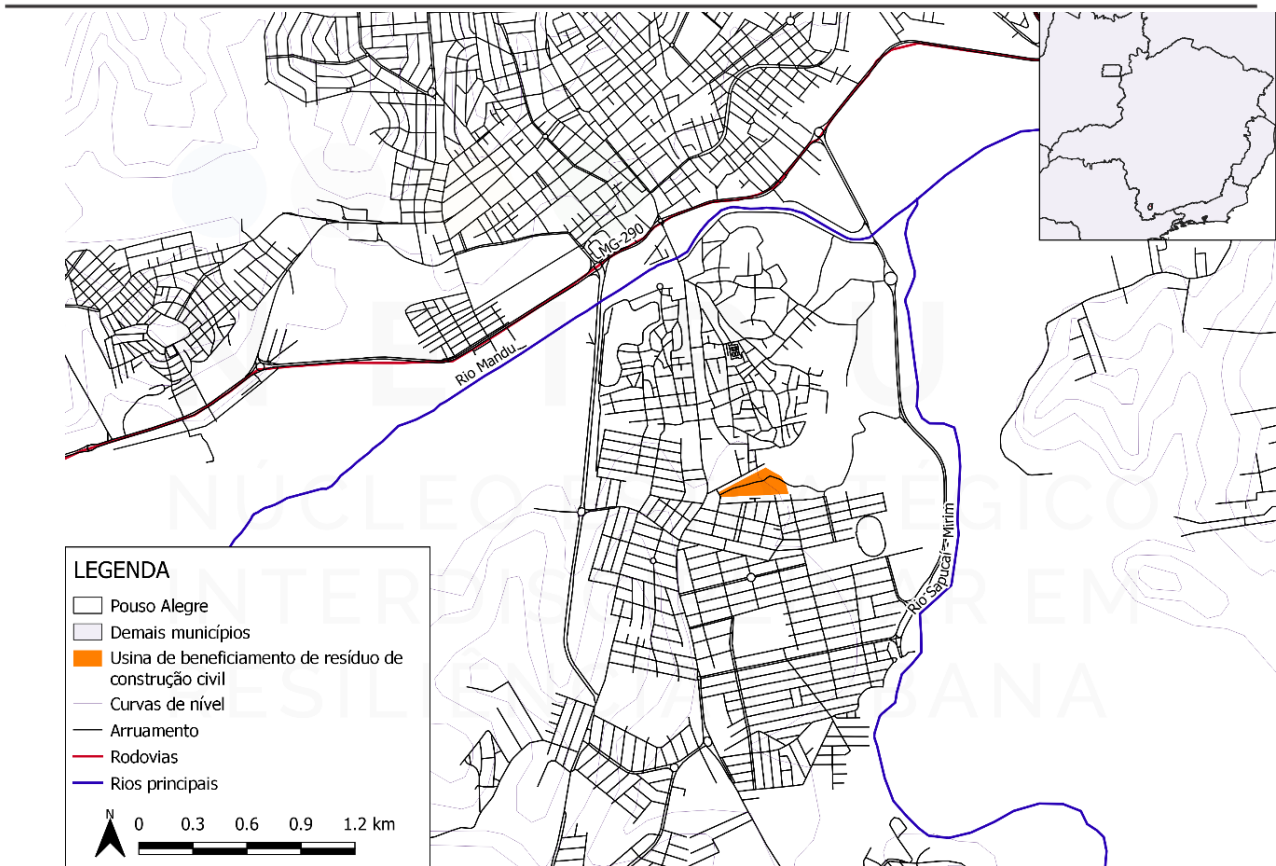 LMG-290
Rio Mandu
Rio Sapucaí - Mirim
NÚCLEO ESTRATÉGICO
INTERDISCIPLINAR EM
RESILIÊNCIA URBANA
LEGENDA
Pouso Alegre
Demais municípios
Usina de beneficiamento de resíduo de
construção civil
Curvas de nível
Arruamento
Rodovias
Rios principais
N
0 0.3 0.6 0.9 1.2 km